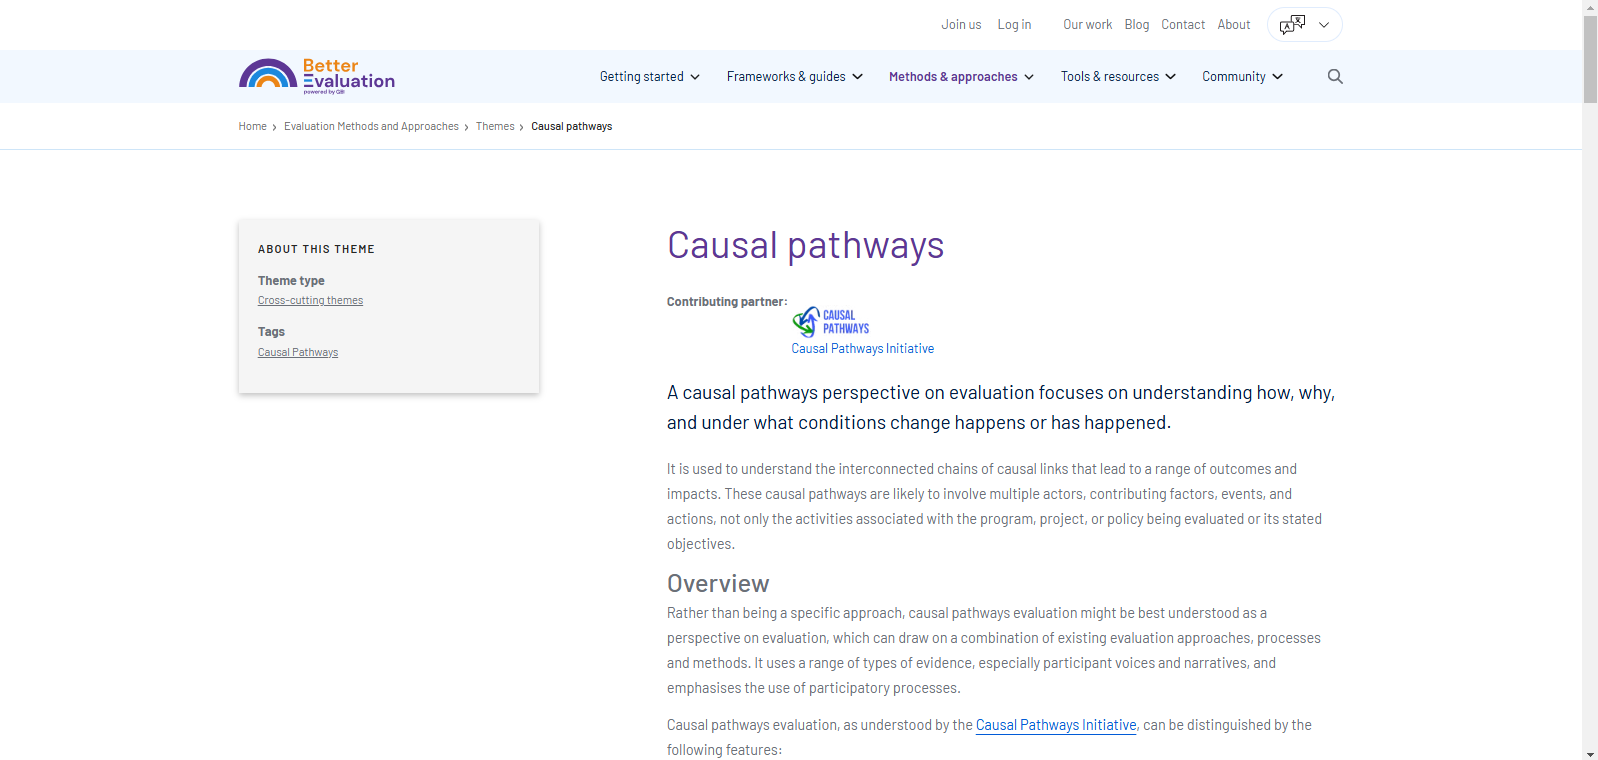 Join us Log in Our work Blog Contact About
Better Evaluation
powered by GEI
Getting started Frameworks & guides Methods & approaches Tools & resources Community
Home › Evaluation Methods and Approaches › Themes › Causal pathways
ABOUT THIS THEME
Theme type
Cross-cutting themes
Tags
Causal Pathways
Causal pathways
Contributing partner:
CAUSAL
PATHWAYS
Causal Pathways Initiative
A causal pathways perspective on evaluation focuses on understanding how, why,
and under what conditions change happens or has happened.
It is used to understand the interconnected chains of causal links that lead to a range of outcomes and
impacts. These causal pathways are likely to involve multiple actors, contributing factors, events, and
actions, not only the activities associated with the program, project, or policy being evaluated or its stated
objectives.
Overview
Rather than being a specific approach, causal pathways evaluation might be best understood as a
perspective on evaluation, which can draw on a combination of existing evaluation approaches, processes
and methods. It uses a range of types of evidence, especially participant voices and narratives, and
emphasises the use of participatory processes.
Causal pathways evaluation, as understood by the Causal Pathways Initiative, can be distinguished by the
following features: